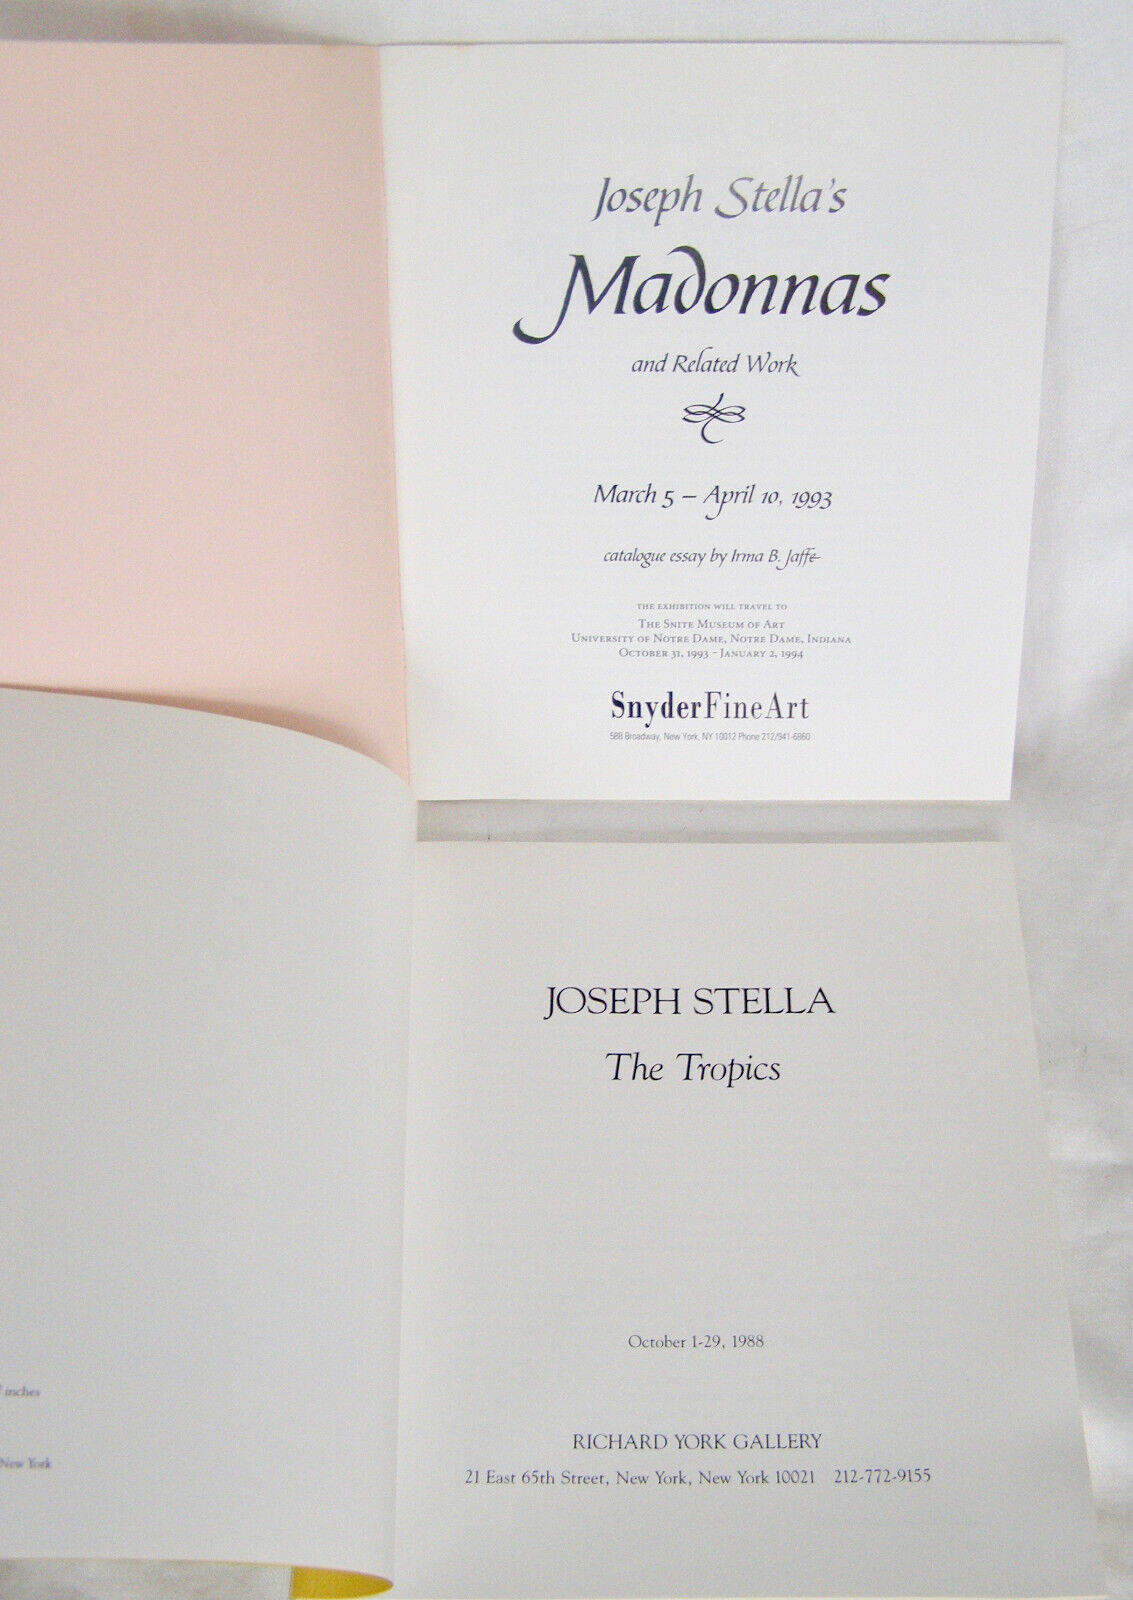 Joseph Stella's
Madonnas
and Related Work
March 5 – April 10, 1993
catalogue essay by Irma B. Jaffe
THE EXHIBITION WILL TRAVEL TO
THE SNITE MUSEUM OF ART
UNIVERSITY OF NOTRE DAME, NOTRE DAME, INDIANA
OCTOBER 31, 1993 – JANUARY 2, 1994
SnyderFineArt
588 Broadway, New York, NY 10012 Phone 212/941-6860
JOSEPH STELLA
The Tropics
October 1-29, 1988
inches
RICHARD YORK GALLERY
New York
21 East 65th Street, New York, New York 10021 212-772-9155